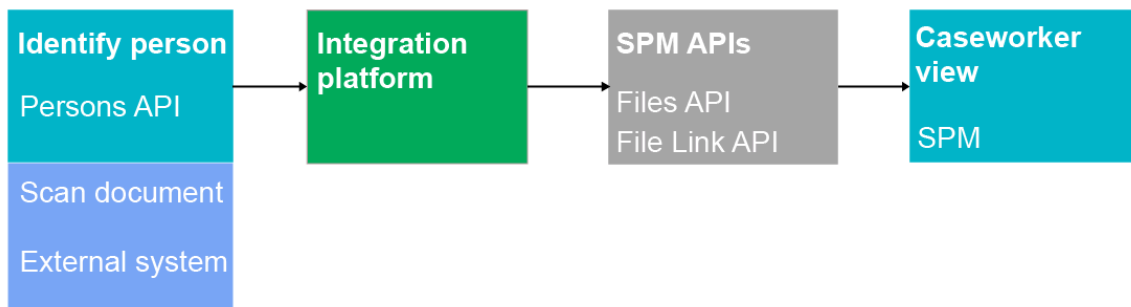 Identify person
Persons API
Scan document
External system
Integration
platform
SPM APIs
Files API
File Link API
Caseworker
view
SPM